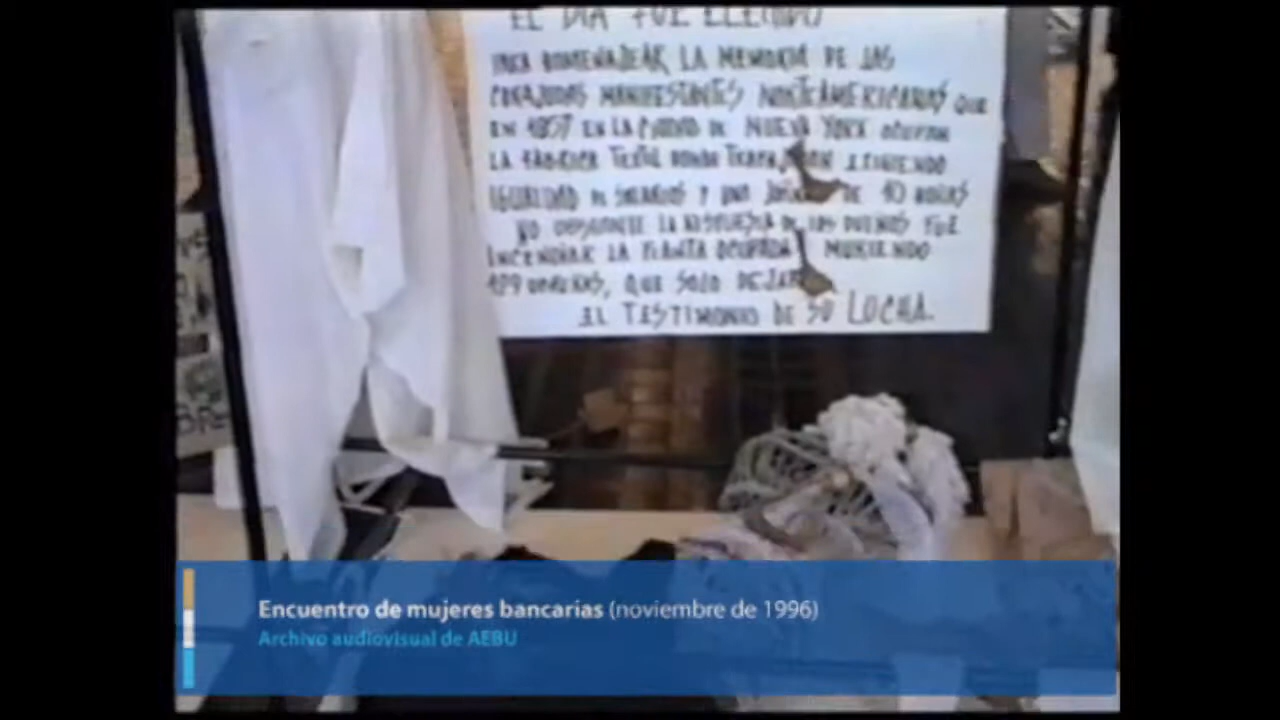 EL DIA FUE ELEGIDO
PARA HOMENAJEAR LA MEMORIA DE LAS
CORAJUDAS MANIFESTANTES NORTEAMERICANAS QUE
EN 1857 EN LA CIUDAD DE NUEVA YORK OCUPAN
LA FÁBRICA TEXTIL DONDE EXIGIENDO
IGUALDAD DE SALARIOS Y UNA DE 10 HORAS
NO OBSTANTE LA RESPUESTA DE LOS DUEÑOS FUE
INCENDIAR LA PLANTA OCUPADA MURIENDO
129 OBRERAS, QUE SOLO
EL TESTIMONIO DE SU LUCHA.
Encuentro de mujeres bancarias (noviembre de 1996)
Archivo audiovisual de AEBU